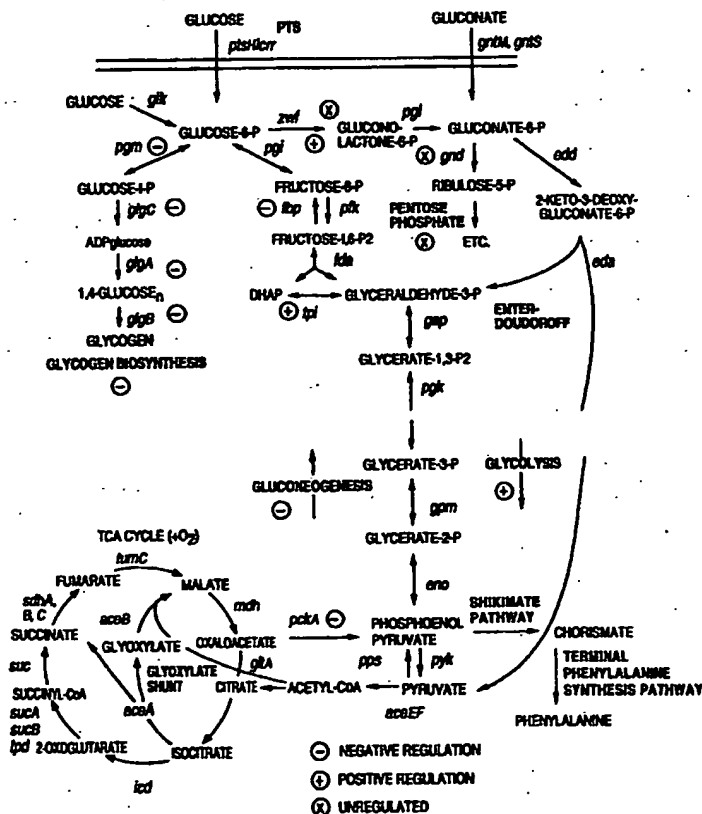 GLUCOSE PTS GLUCONATE
ptsHIcrr gntM, gntS
GLUCOSE glk
GLUCOSE-6-P zwf GLUCONO-LACTONE-6-P pgl GLUCONATE-6-P
pgm pgi gnd edd
GLUCOSE-I-P FRUCTOSE-6-P RIBULOSE-5-P 2-KETO-3-DEOXY-
GLUCONATE-6-P
glgC fbp pfk PENTOSE
PHOSPHATE ETC.
ADPglucose FRUCTOSE-I,6-P2
glgA fda eda
1,4-GLUCOSEn DHAP tpi GLYCERALDEHYDE-3-P
glgB gap ENTER-
DOUDOROFF
GLYCOGEN GLYCERATE-1,3-P2
GLYCOGEN BIOSYNTHESIS pgk
GLYCERATE-3-P GLYCOLYSIS
GLUCONEOGENESIS gpm
GLYCERATE-2-P
TCA CYCLE (+O2)
fumC eno
FUMARATE MALATE
sdhA,
B, C aceB mdh
SUCCINATE GLYOXYLATE OXALOACETATE pckA PHOSPHOENOL
PYRUVATE SHIKIMATE
PATHWAY CHORISMATE
suc GLYOXYLATE
SHUNT gltA pps pyk TERMINAL
PHENYLALANINE
SYNTHESIS PATHWAY
SUCCINYL-CoA CITRATE ACETYL-CoA PYRUVATE
aceEF PHENYLALANINE
sucA
sucB
lpd aceA
2-OXOGLUTARATE ISOCITRATE
icd
⊖ NEGATIVE REGULATION
⊕ POSITIVE REGULATION
ⓧ UNREGULATED